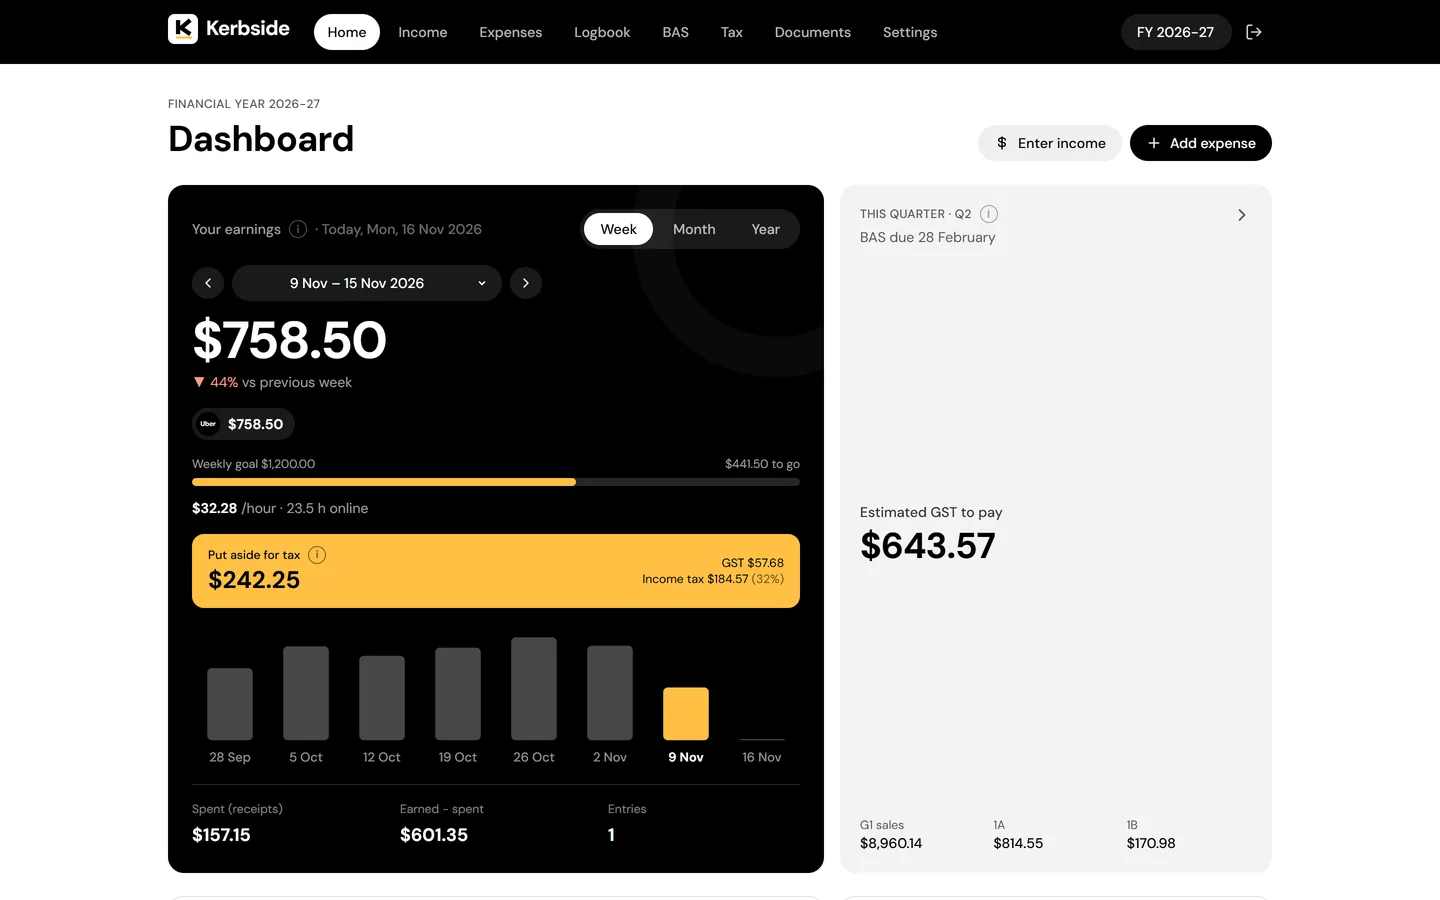 Kerbside
Home
Income
Expenses
Logbook
BAS
Tax
Documents
Settings
FY 2026-27
FINANCIAL YEAR 2026-27
Dashboard
$ Enter income
+ Add expense
Your earnings i · Today, Mon, 16 Nov 2026
Week
Month
Year
9 Nov – 15 Nov 2026
$758.50
▼ 44% vs previous week
Uber $758.50
Weekly goal $1,200.00
$441.50 to go
$32.28 /hour · 23.5 h online
Put aside for tax i
$242.25
GST $57.68
Income tax $184.57 (32%)
28 Sep
5 Oct
12 Oct
19 Oct
26 Oct
2 Nov
9 Nov
16 Nov
Spent (receipts)
$157.15
Earned - spent
$601.35
Entries
1
THIS QUARTER · Q2 i
BAS due 28 February
Estimated GST to pay
$643.57
G1 sales
$8,960.14
1A
$814.55
1B
$170.98